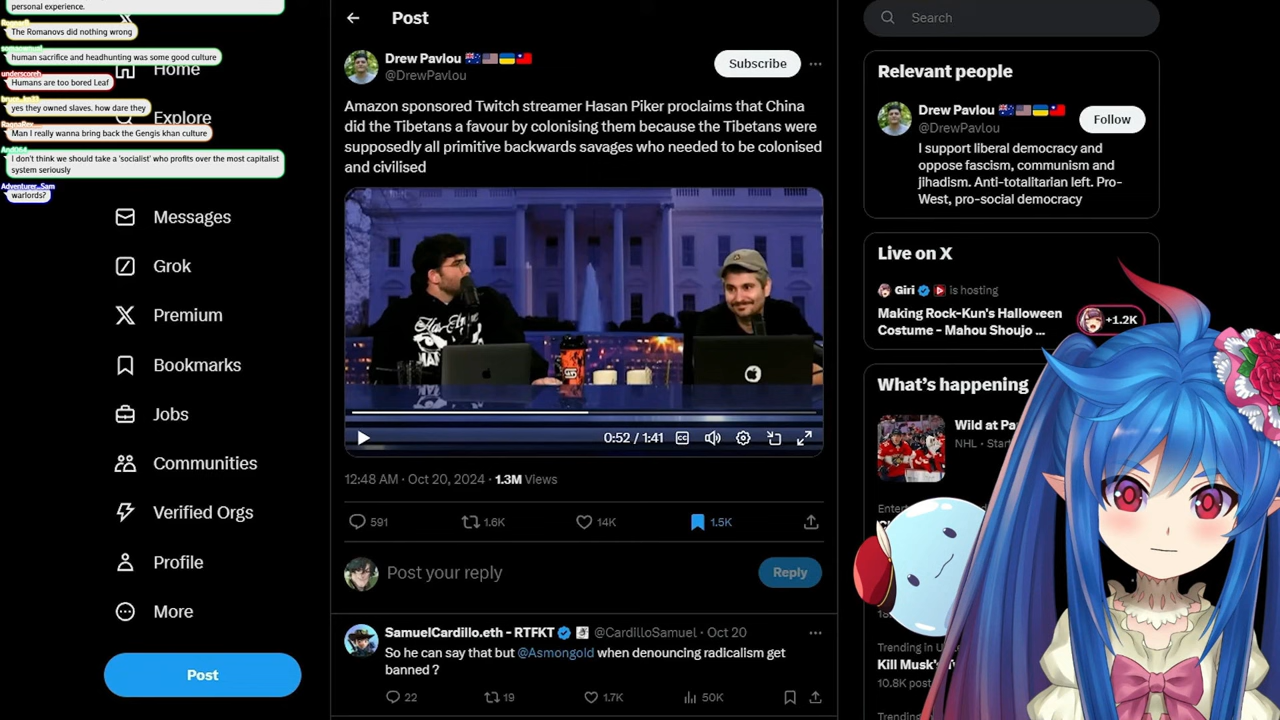 personal experience.
The Romanovs did nothing wrong
human sacrifice and headhunting was some good culture
underscoreh
Humans are too bored Leaf
yes they owned slaves. how dare they
RagnaRex
Man I really wanna bring back the Gengis khan culture
I don't think we should take a 'socialist' who profits over the most capitalist
system seriously
Adventurer_Sam
warlords?
Home
Explore
Messages
Grok
Premium
Bookmarks
Jobs
Communities
Verified Orgs
Profile
More
Post
Post
Drew Pavlou
@DrewPavlou
Subscribe
Amazon sponsored Twitch streamer Hasan Piker proclaims that China
did the Tibetans a favour by colonising them because the Tibetans were
supposedly all primitive backwards savages who needed to be colonised
and civilised
0:52 / 1:41
CC
12:48 AM · Oct 20, 2024 · 1.3M Views
591
1.6K
14K
1.5K
Post your reply
Reply
SamuelCardillo.eth - RTFKT @CardilloSamuel · Oct 20
So he can say that but @Asmongold when denouncing radicalism get
banned ?
22
19
1.7K
50K
Search
Relevant people
Drew Pavlou
@DrewPavlou
Follow
I support liberal democracy and
oppose fascism, communism and
jihadism. Anti-totalitarian left. Pro-
West, pro-social democracy
Live on X
Giri is hosting
Making Rock-Kun's Halloween
Costume - Mahou Shoujo ...
+1.2K
What's happening
Wild at Pa
NHL · Star
Trending in U
Kill Musk's
10.8K post
Trending in